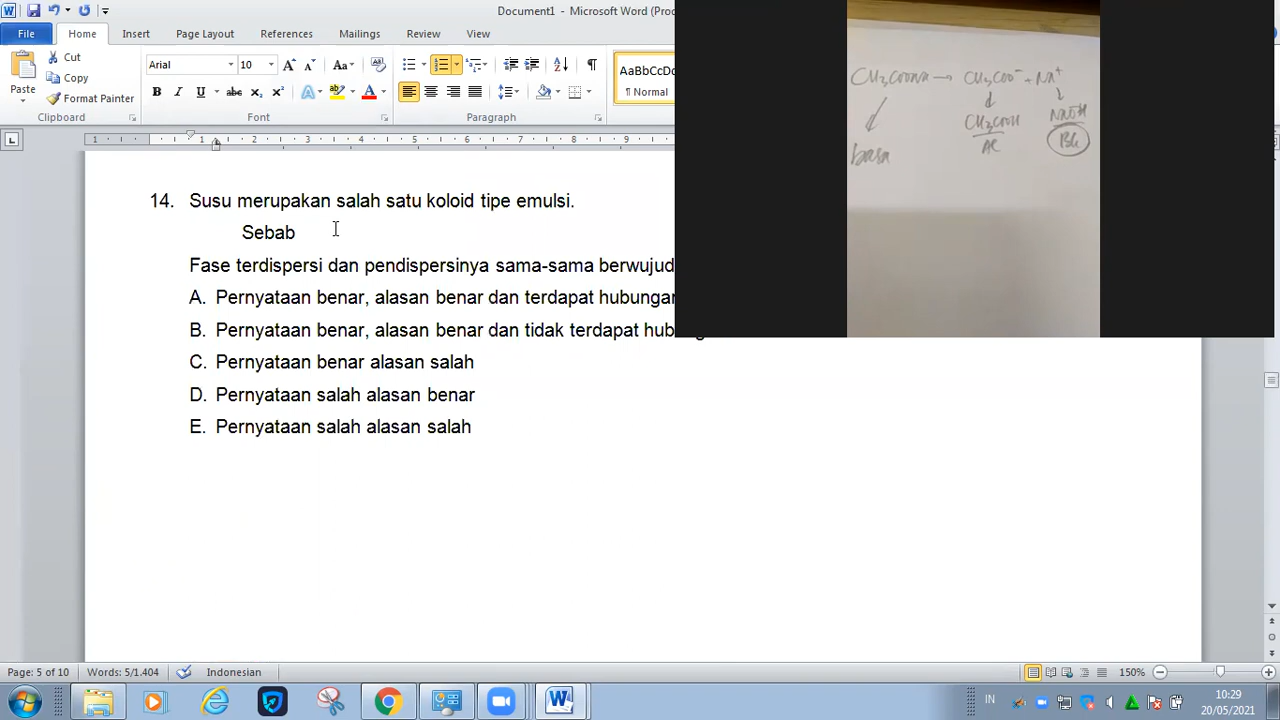 Document1 - Microsoft Word (Prod
File
Home
Insert
Page Layout
References
Mailings
Review
View
Paste
Cut
Copy
Format Painter
Clipboard
Arial
10
Font
Paragraph
AaBbCcDd
¶ Normal
14. Susu merupakan salah satu koloid tipe emulsi.
Sebab
Fase terdispersi dan pendispersinya sama-sama berwujud
A. Pernyataan benar, alasan benar dan terdapat hubungan
B. Pernyataan benar, alasan benar dan tidak terdapat
C. Pernyataan benar alasan salah
D. Pernyataan salah alasan benar
E. Pernyataan salah alasan salah
CH3COONa → CH3COO- + Na+
CH3COOH
NaOH
basa
Page: 5 of 10
Words: 5/1.404
Indonesian
150%
IN
10:29
20/05/2021